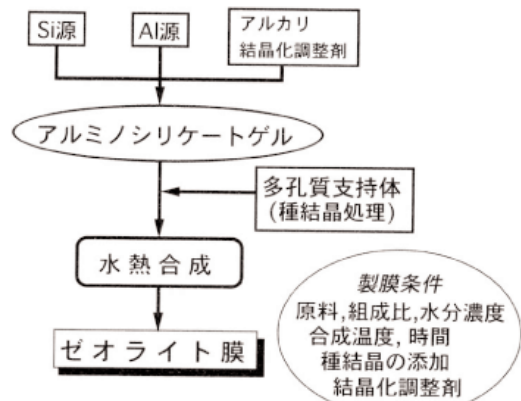 Si源
Al源
アルカリ
結晶化調整剤
アルミノシリケートゲル
多孔質支持体
(種結晶処理)
水熱合成
ゼオライト膜
製膜条件
原料,組成比,水分濃度
合成温度,時間
種結晶の添加
結晶化調整剤